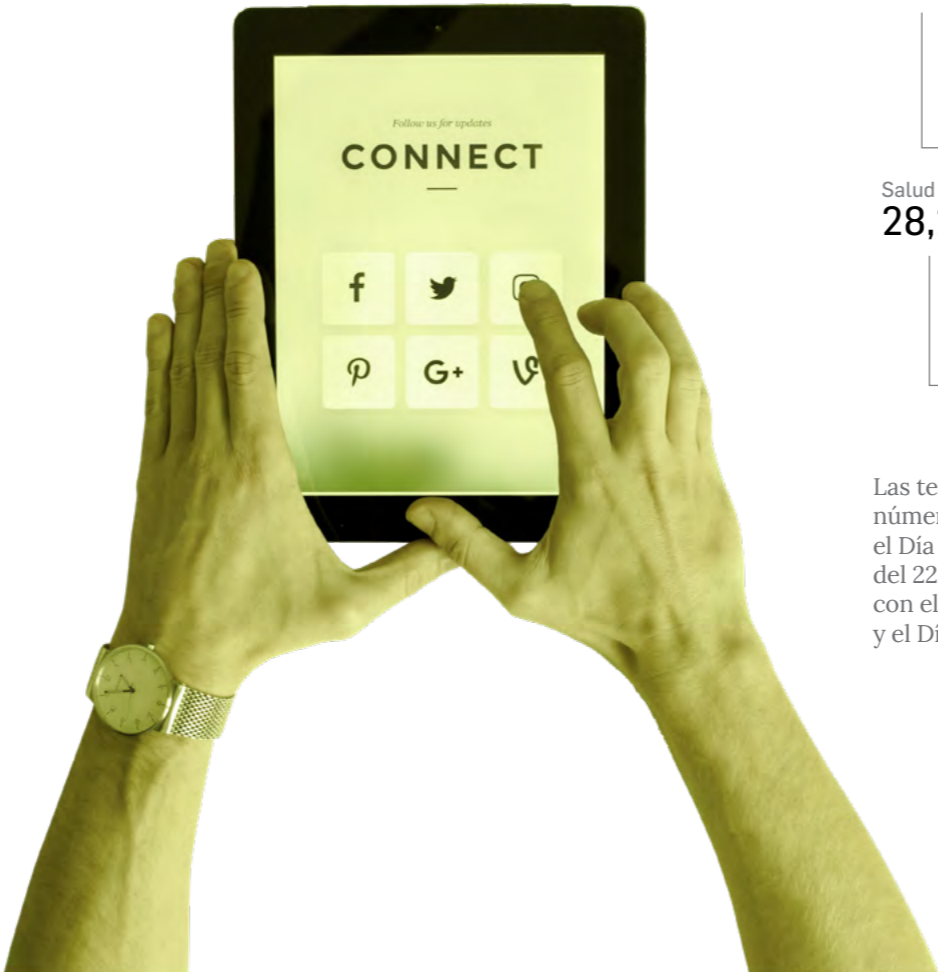 Follow us for updates
CONNECT
f
P
G+
V
Salud
28,
Las te
númer
el Día
del 22
con el
y el Dí